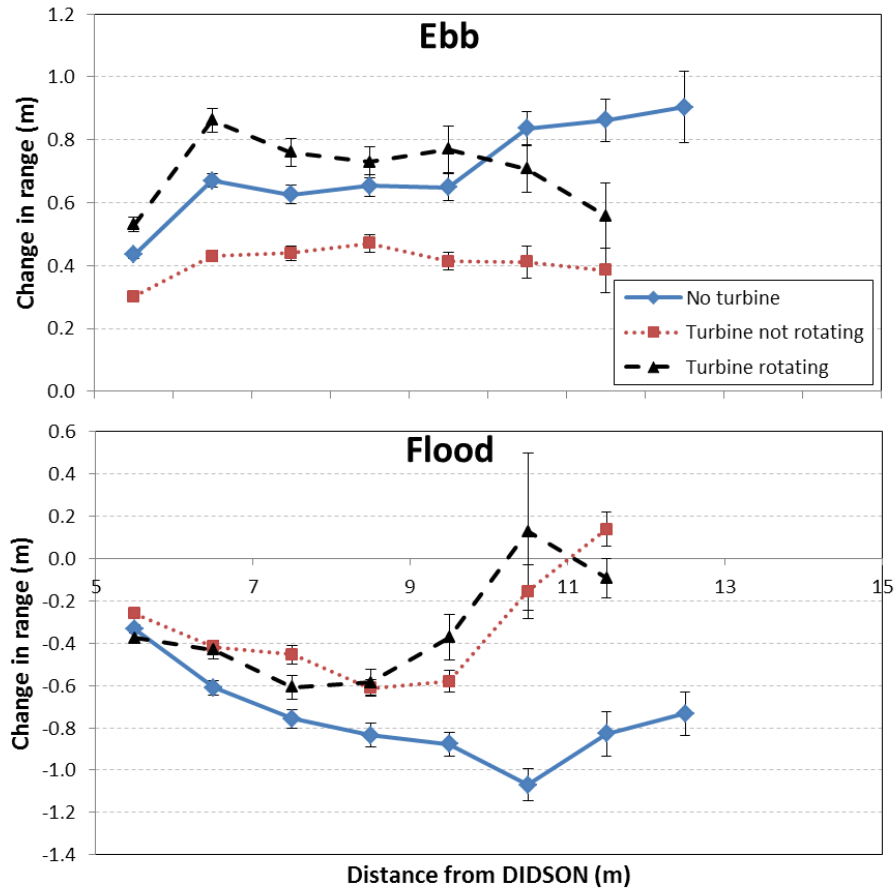 Ebb
Change in range (m)
1.2
1.0
0.8
0.6
0.4
0.2
0.0
No turbine
Turbine not rotating
Turbine rotating
Flood
Change in range (m)
0.6
0.4
0.2
0.0
-0.2
-0.4
-0.6
-0.8
-1.0
-1.2
-1.4
5 7 9 11 13 15
Distance from DIDSON (m)